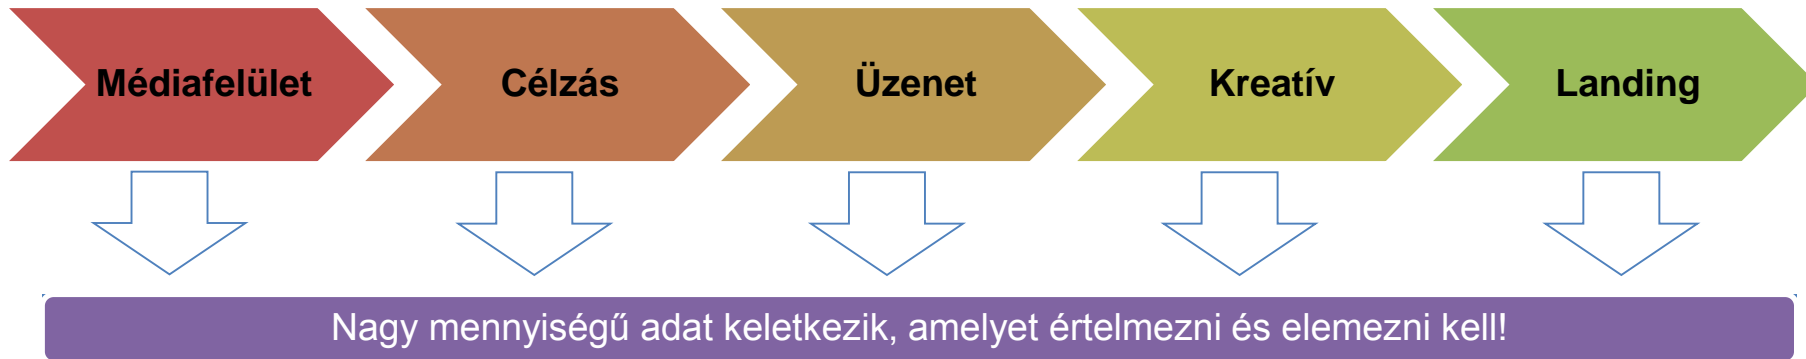 Médiafelület
Célzás
Üzenet
Kreatív
Landing
Nagy mennyiségű adat keletkezik, amelyet értelmezni és elemezni kell!